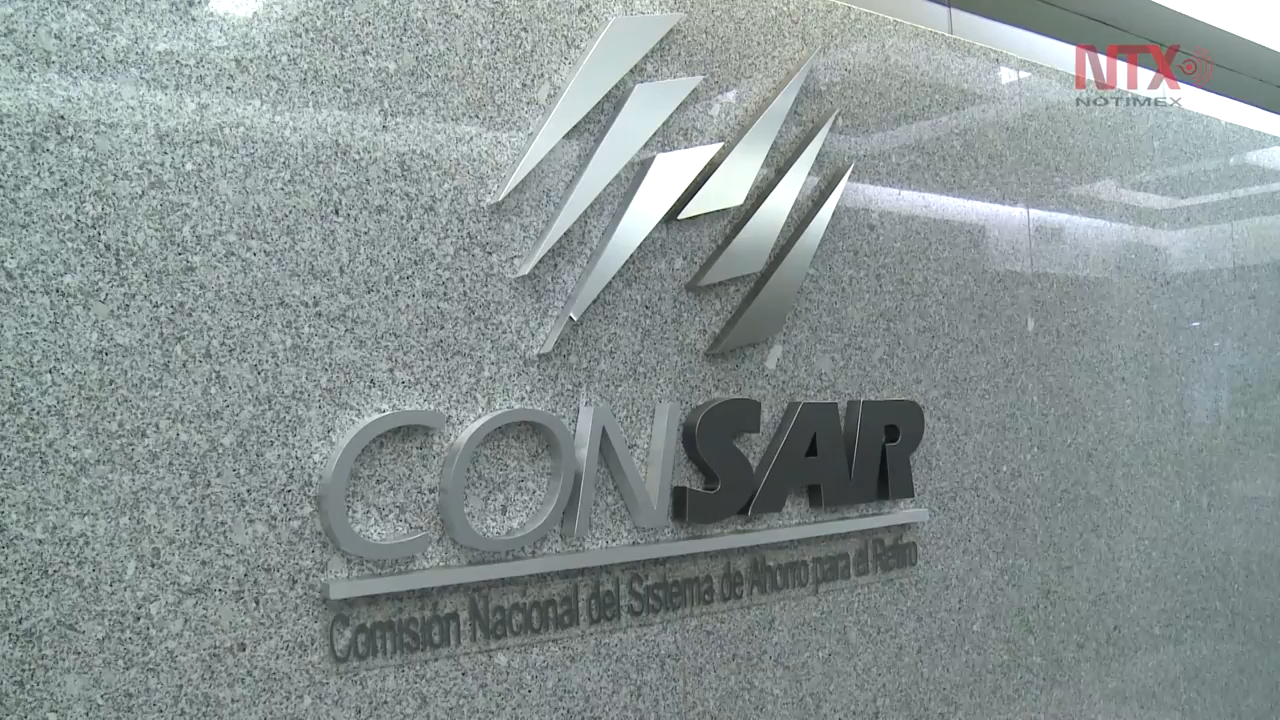 NTX
NOTIMEX
CONSAR
Comisión Nacional del Sistema de Ahorro para el Retiro